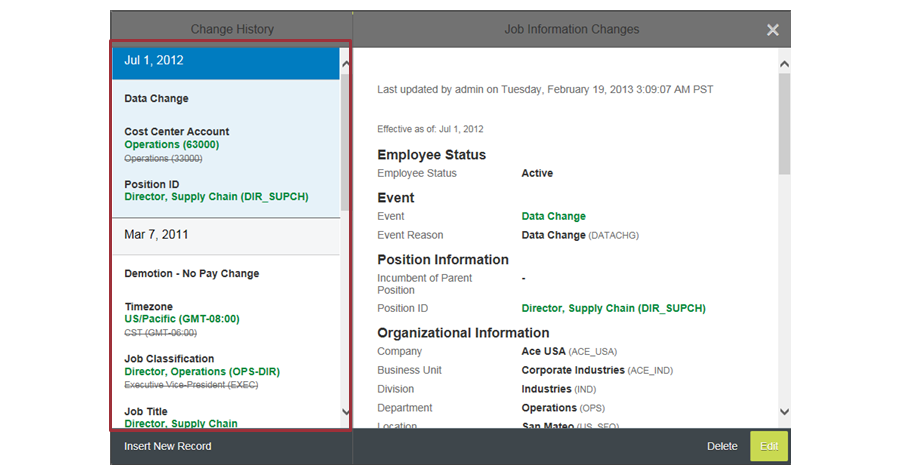 Change History
Job Information Changes
Jul 1, 2012
Data Change
Cost Center Account
Operations (63000)
Operations (33000)
Position ID
Director, Supply Chain (DIR_SUPCH)
Mar 7, 2011
Demotion - No Pay Change
Timezone
US/Pacific (GMT-08:00)
CST (GMT-06:00)
Job Classification
Director, Operations (OPS-DIR)
Executive Vice-President (EXEC)
Job Title
Director, Supply Chain
Insert New Record
Last updated by admin on Tuesday, February 19, 2013 3:09:07 AM PST
Effective as of: Jul 1, 2012
Employee Status
Employee Status Active
Event
Event Data Change
Event Reason Data Change (DATACHG)
Position Information
Incumbent of Parent -
Position
Position ID Director, Supply Chain (DIR_SUPCH)
Organizational Information
Company Ace USA (ACE_USA)
Business Unit Corporate Industries (ACE_IND)
Division Industries (IND)
Department Operations (OPS)
Location San Mateo (US_SFO)
Delete Edit